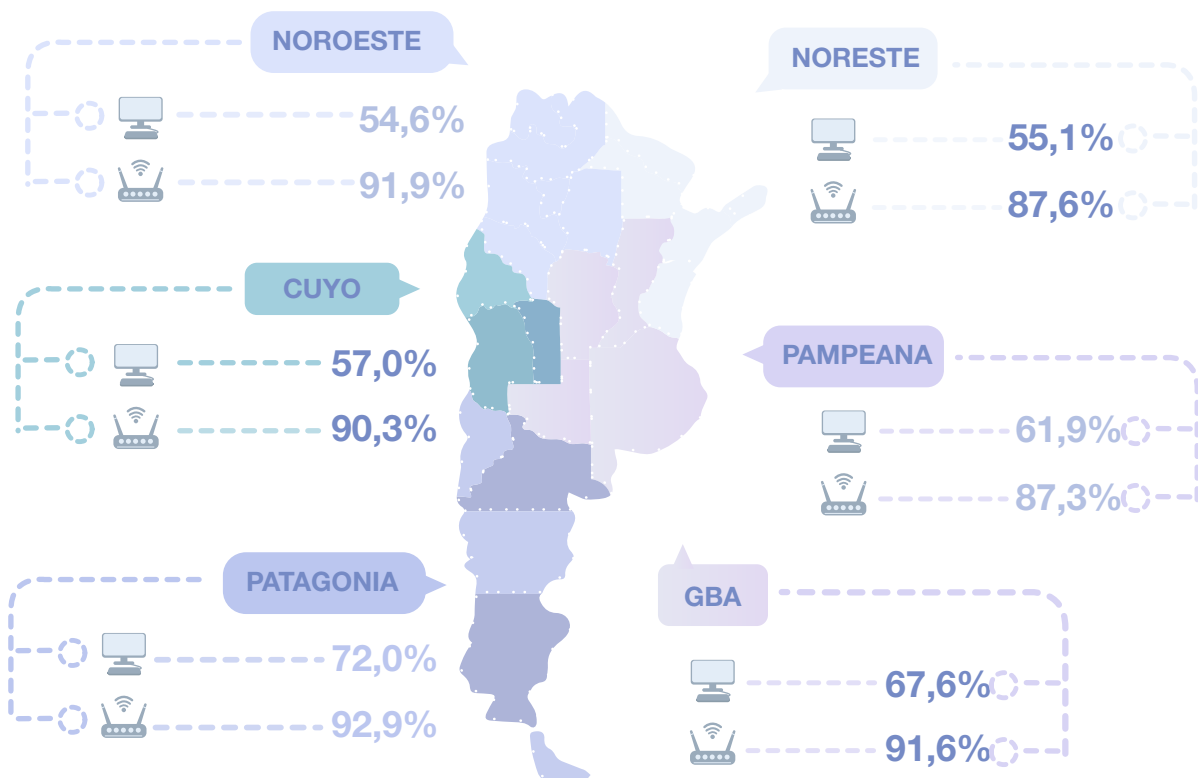 NOROESTE
54,6%
91,9%
NORESTE
55,1%
87,6%
CUYO
57,0%
90,3%
PAMPEANA
61,9%
87,3%
PATAGONIA
72,0%
92,9%
GBA
67,6%
91,6%